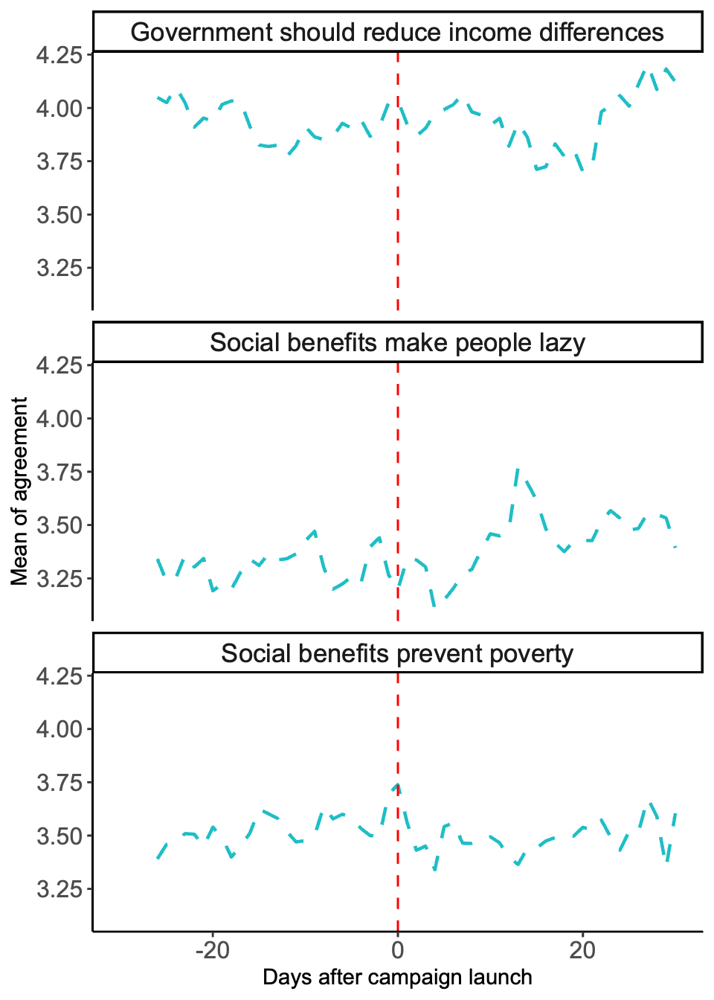 Government should reduce income differences
4.25
4.00
3.75
3.50
3.25
Social benefits make people lazy
4.25
4.00
3.75
3.50
3.25
Mean of agreement
Social benefits prevent poverty
4.25
4.00
3.75
3.50
3.25
-20 0 20
Days after campaign launch